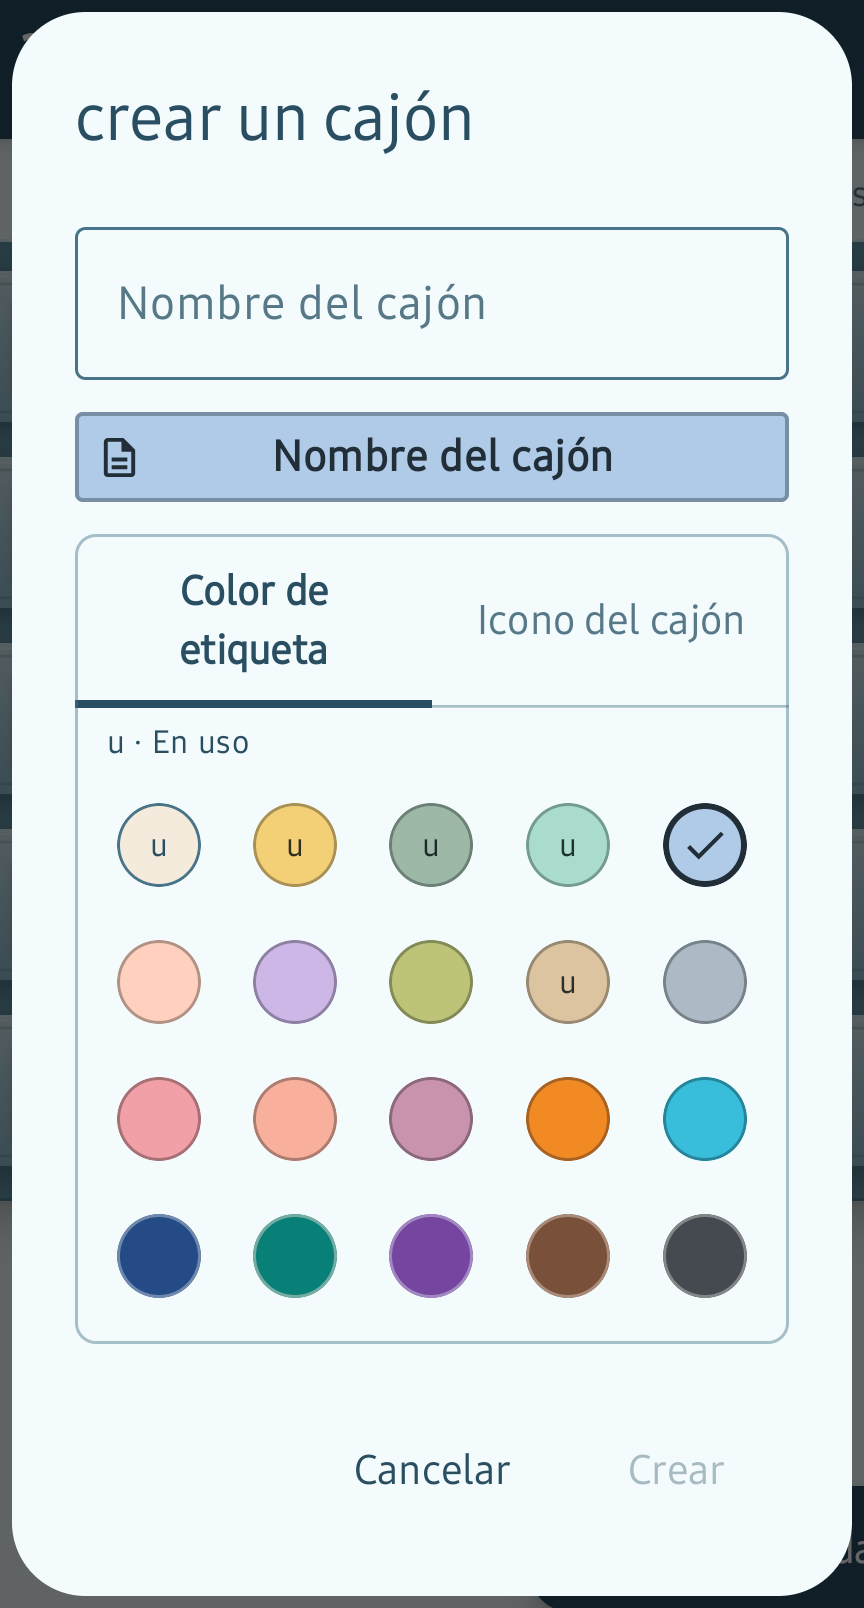 crear un cajón
Nombre del cajón
Nombre del cajón
Color de
etiqueta
Icono del cajón
u · En uso
u u u u
u
Cancelar Crear